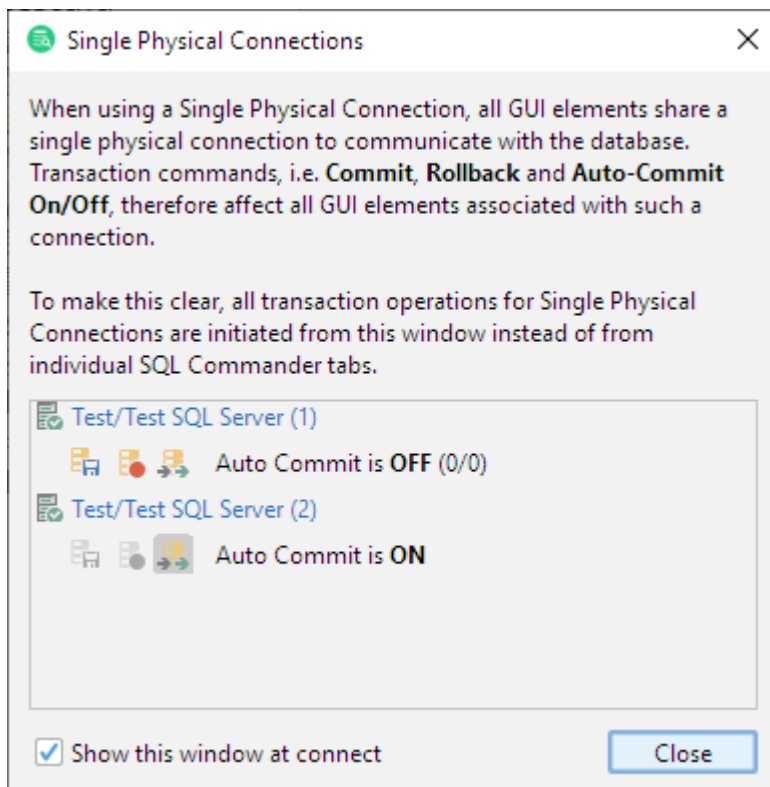 Single Physical Connections
When using a Single Physical Connection, all GUI elements share a
single physical connection to communicate with the database.
Transaction commands, i.e. Commit, Rollback and Auto-Commit
On/Off, therefore affect all GUI elements associated with such a
connection.
To make this clear, all transaction operations for Single Physical
Connections are initiated from this window instead of from
individual SQL Commander tabs.
Test/Test SQL Server (1)
Auto Commit is OFF (0/0)
Test/Test SQL Server (2)
Auto Commit is ON
Show this window at connect
Close